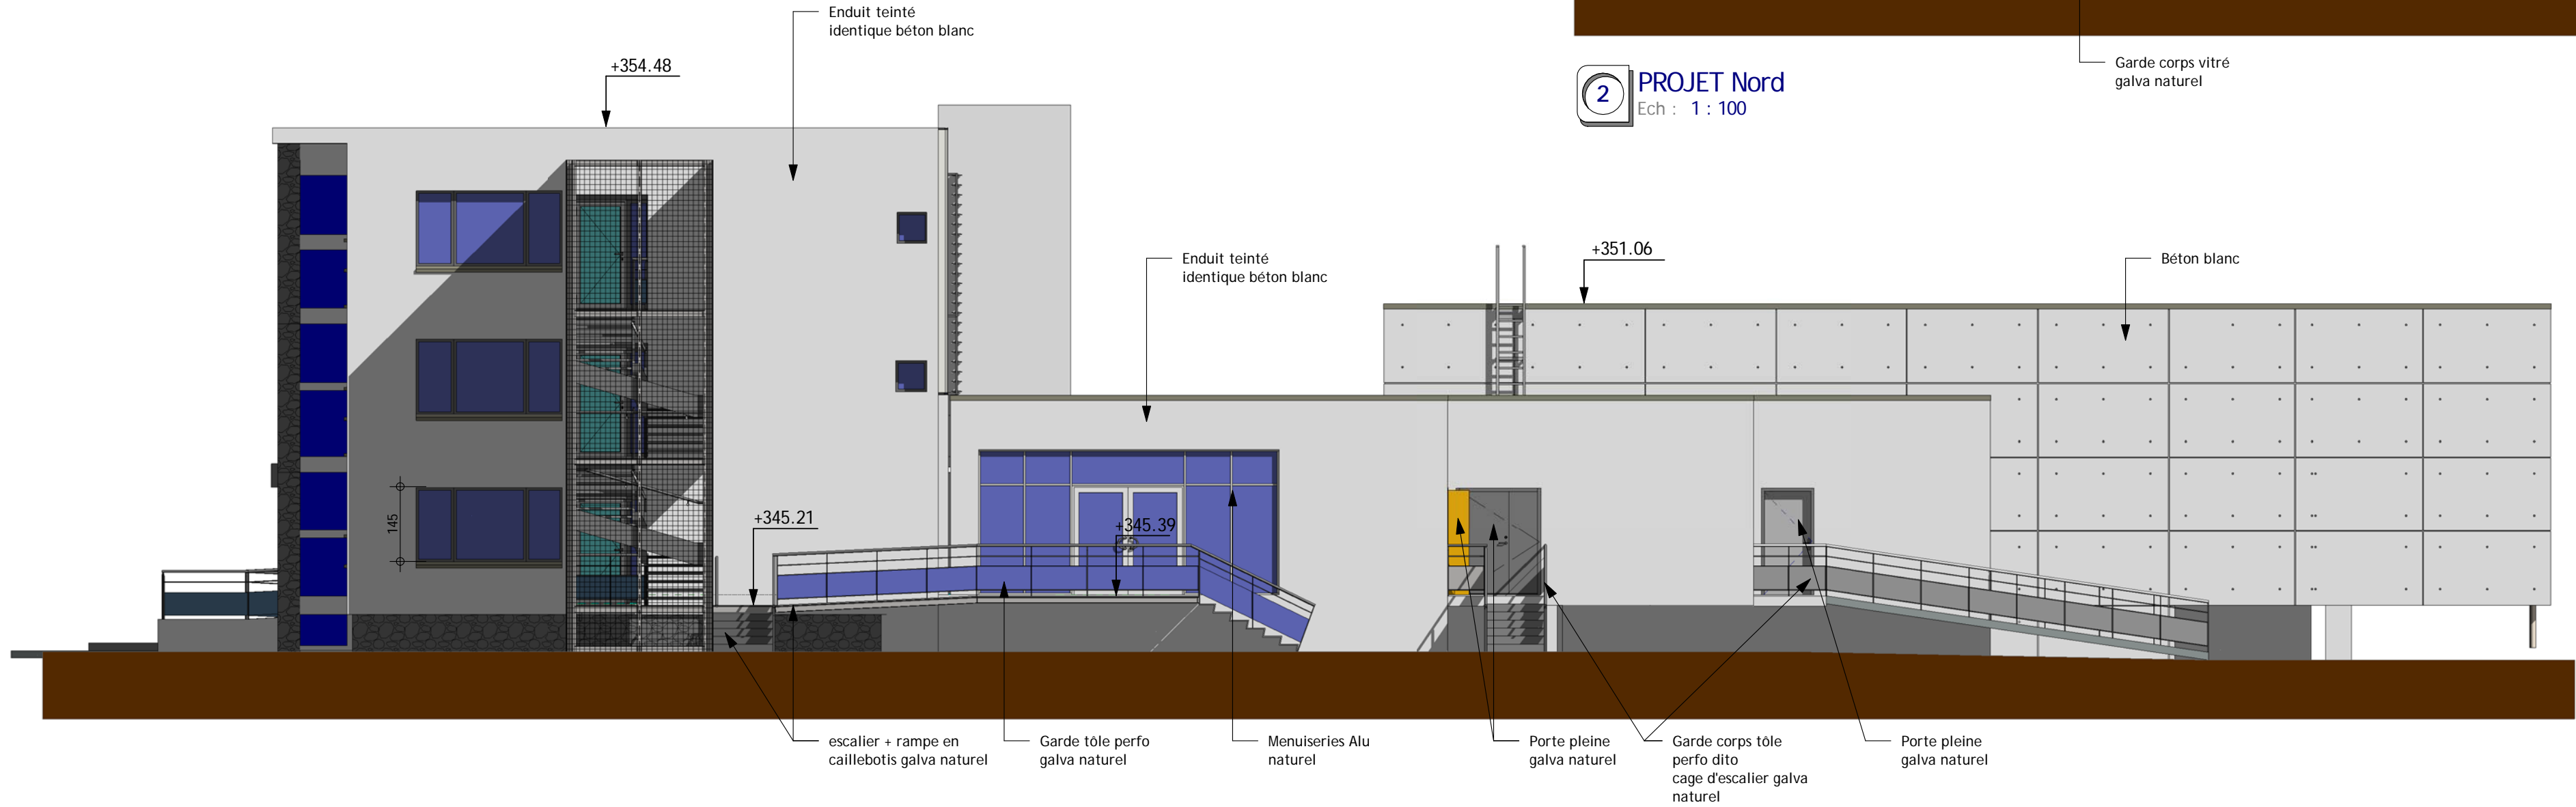 Enduit teinté
identique béton blanc
+354.48
Garde corps vitré
galva naturel
2
PROJET Nord
Ech : 1 : 100
Enduit teinté
identique béton blanc
+351.06
Béton blanc
145
+345.21
+345.39
escalier + rampe en
caillebotis galva naturel
Garde tôle perfo
galva naturel
Menuiseries Alu
naturel
Porte pleine
galva naturel
Garde corps tôle
perfo dito
cage d'escalier galva
naturel
Porte pleine
galva naturel